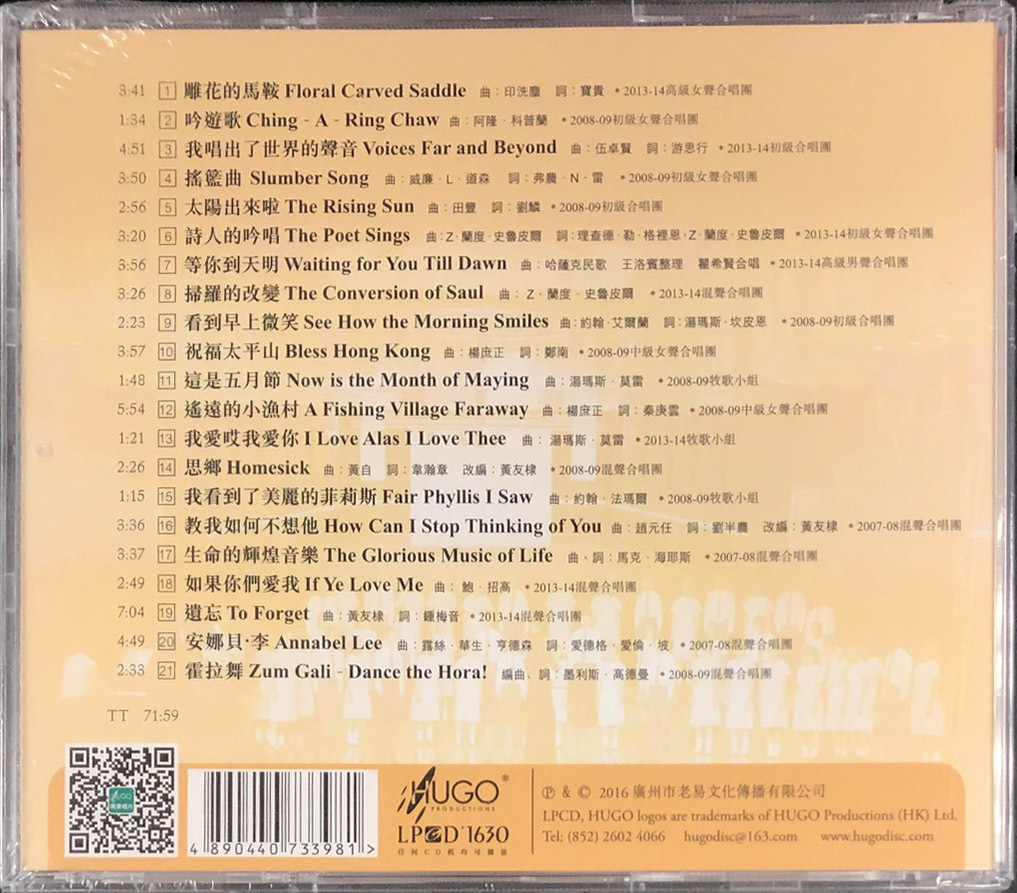 3:41 1 雕花的馬鞍 Floral Carved Saddle 曲：印洗塵 詞：寶貴 •2013-14高級女聲合唱團
1:34 2 吟遊歌 Ching - A - Ring Chaw 曲：阿隆·科普蘭 •2008-09初級女聲合唱團
4:51 3 我唱出了世界的聲音 Voices Far and Beyond 曲：伍卓賢 詞：游思行 •2013-14初級合唱團
3:50 4 搖籃曲 Slumber Song 曲：威廉·L·道森 詞：弗農·N·雷 •2008-09初級女聲合唱團
2:56 5 太陽出來啦 The Rising Sun 曲：田豐 詞：劉鱗 •2008-09初級合唱團
3:20 6 詩人的吟唱 The Poet Sings 曲：Z·蘭度·史魯皮爾 詞：理查德·勒·格裡恩，Z·蘭度·史魯皮爾 •2013-14初級女聲合唱團
3:56 7 等你到天明 Waiting for You Till Dawn 曲：哈薩克民歌 王洛賓整理 瞿希賢合唱 •2013-14高級男聲合唱團
3:26 8 掃羅的改變 The Conversion of Saul 曲：Z·蘭度·史魯皮爾 •2013-14混聲合唱團
2:23 9 看到早上微笑 See How the Morning Smiles 曲：約翰·艾爾蘭 詞：湯瑪斯·坎皮恩 •2008-09初級合唱團
3:57 10 祝福太平山 Bless Hong Kong 曲：楊庶正 詞：鄭南 •2008-09中級女聲合唱團
1:48 11 這是五月節 Now is the Month of Maying 曲：湯瑪斯·莫雷 •2008-09牧歌小組
5:54 12 遙遠的小漁村 A Fishing Village Faraway 曲：楊庶正 詞：秦庚雲 •2008-09中級女聲合唱團
1:21 13 我愛哎我愛你 I Love Alas I Love Thee 曲：湯瑪斯·莫雷 •2013-14牧歌小組
2:26 14 思鄉 Homesick 曲：黃自 詞：韋瀚章 改編：黃友棣 •2008-09混聲合唱團
1:15 15 我看到了美麗的菲莉斯 Fair Phyllis I Saw 曲：約翰·法瑪爾 •2008-09牧歌小組
3:36 16 教我如何不想他 How Can I Stop Thinking of You 曲：趙元任 詞：劉半農 改編：黃友棣 •2007-08混聲合唱團
3:37 17 生命的輝煌音樂 The Glorious Music of Life 曲、詞：馬克·海耶斯 •2007-08混聲合唱團
2:49 18 如果你們愛我 If Ye Love Me 曲：鮑·招高 •2013-14混聲合唱團
7:04 19 遺忘 To Forget 曲：黃友棣 詞：鍾梅音 •2013-14混聲合唱團
4:49 20 安娜貝·李 Annabel Lee 曲：露絲·華生·亨德森 詞：愛德格·愛倫·坡 •2007-08混聲合唱團
2:33 21 霍拉舞 Zum Gali - Dance the Hora! 編曲、詞：墨利斯·高德曼 •2008-09混聲合唱團
TT 71:59
HUGO
雨果唱片
4 890440 733981 >
HUGO®
PRODUCTIONS
LPCD 1630
任何CD機均可播放
℗ & © 2016 廣州市老易文化傳播有限公司
LPCD, HUGO logos are trademarks of HUGO Productions (HK) Ltd.
Tel: (852) 2602 4066 hugodisc@163.com www.hugodisc.com